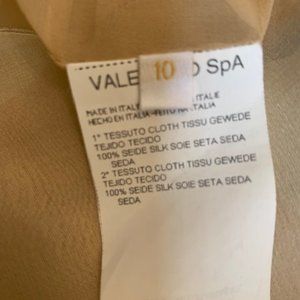 VALE 10 O SpA
MADE IN ITALY ITALIE
HECHO EN ITALIA-FEITO NA ITALIA
1° TESSUTO CLOTH TISSU GEWEDE
TEJIDO TECIDO
100% SEIDE SILK SOIE SETA SEDA
SEDA
2° TESSUTO CLOTH TISSU GEWEDE
TEJIDO TECIDO
100% SEIDE SILK SOIE SETA SEDA
SEDA